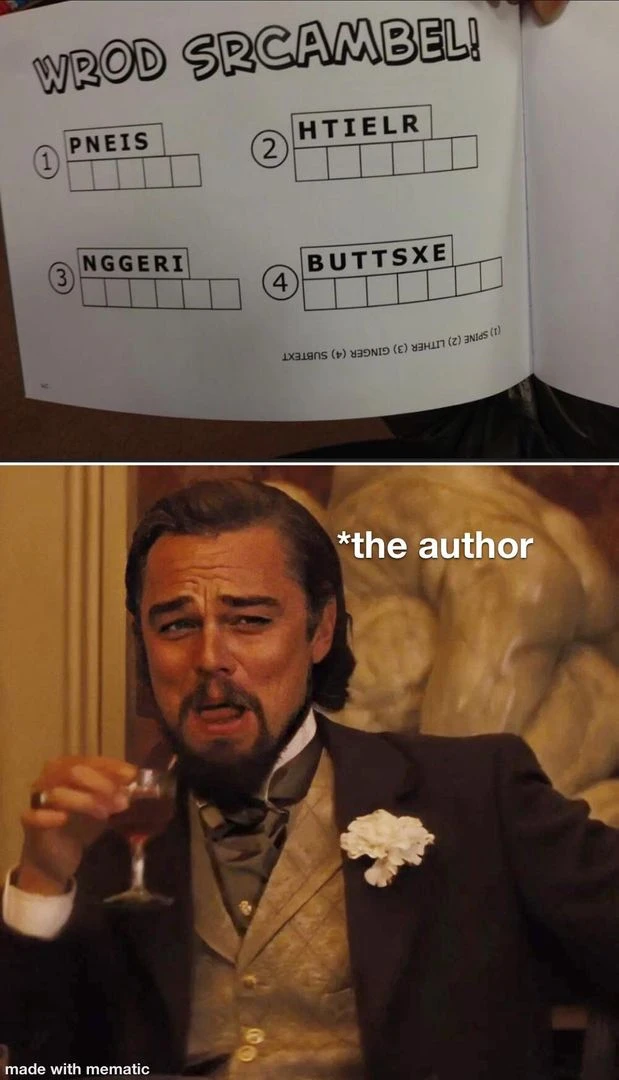 WROD SRCAMBEL!
1 PNEIS
2 HTIELR
3 NGGERI
4 BUTTSXE
(1) SPINE (2) LITHER (3) GINGER (4) SUBTEXT
*the author
made with mematic